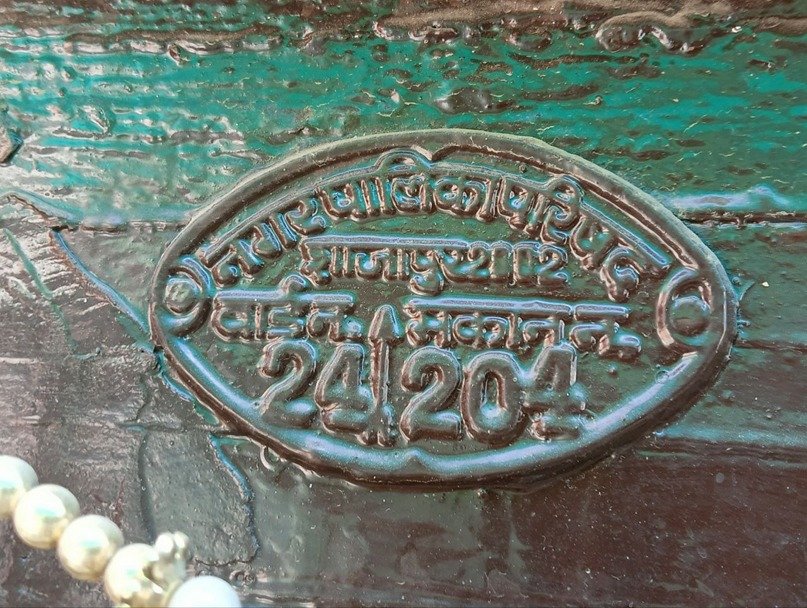 नगरपालिका परिषद
शाजापुर
वार्ड नं. मकान नं.
24 204